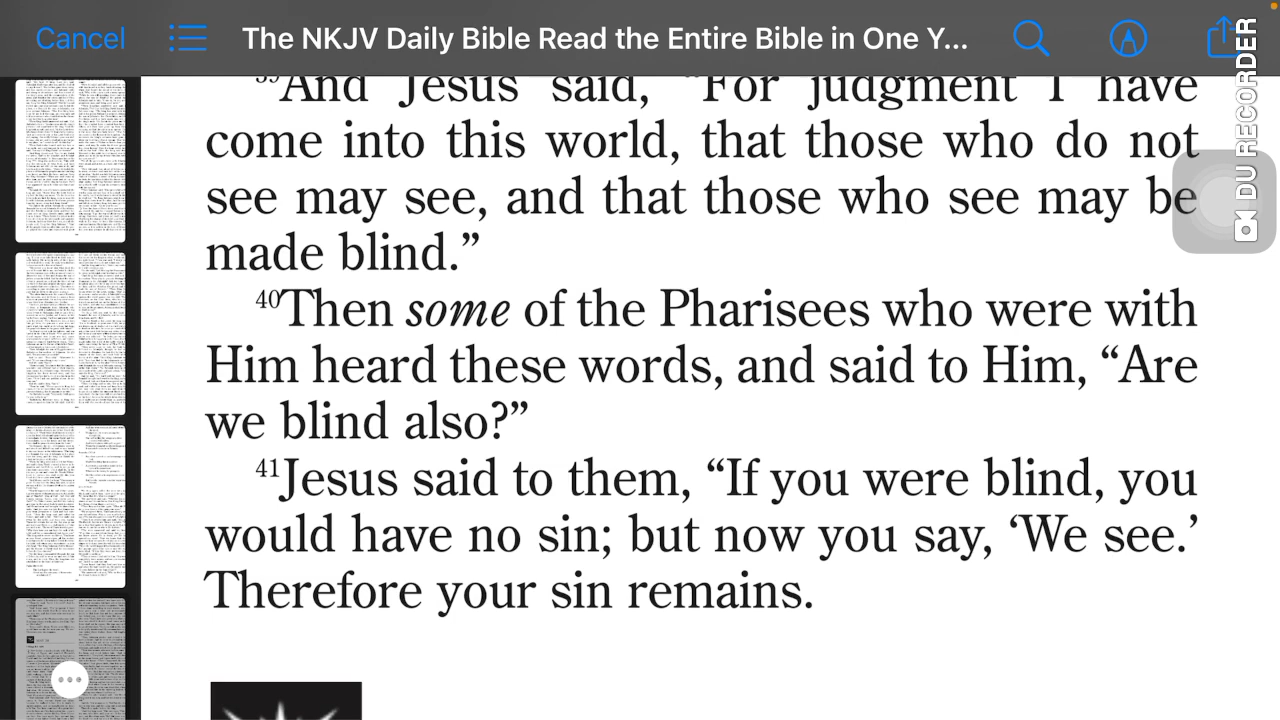 Cancel
The NKJV Daily Bible Read the Entire Bible in One Y...
39And Jesus said, “For judgment I have
come into this world, that those who do not
see may see, and that those who see may be
made blind.”
40Then some of the Pharisees who were with
Him heard these words, and said to Him, “Are
we blind also?”
41Jesus said to them, “If you were blind, you
would have no sin; but now you say, ‘We see.’
Therefore your sin remains.
DU RECORDER